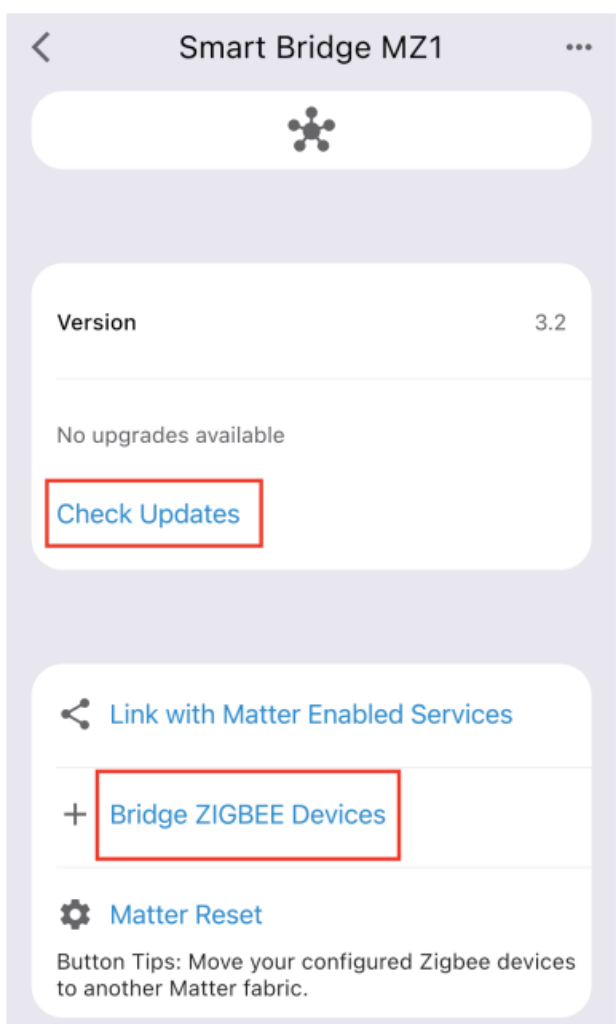 Smart Bridge MZ1
Version 3.2
No upgrades available
Check Updates
Link with Matter Enabled Services
Bridge ZIGBEE Devices
Matter Reset
Button Tips: Move your configured Zigbee devices
to another Matter fabric.